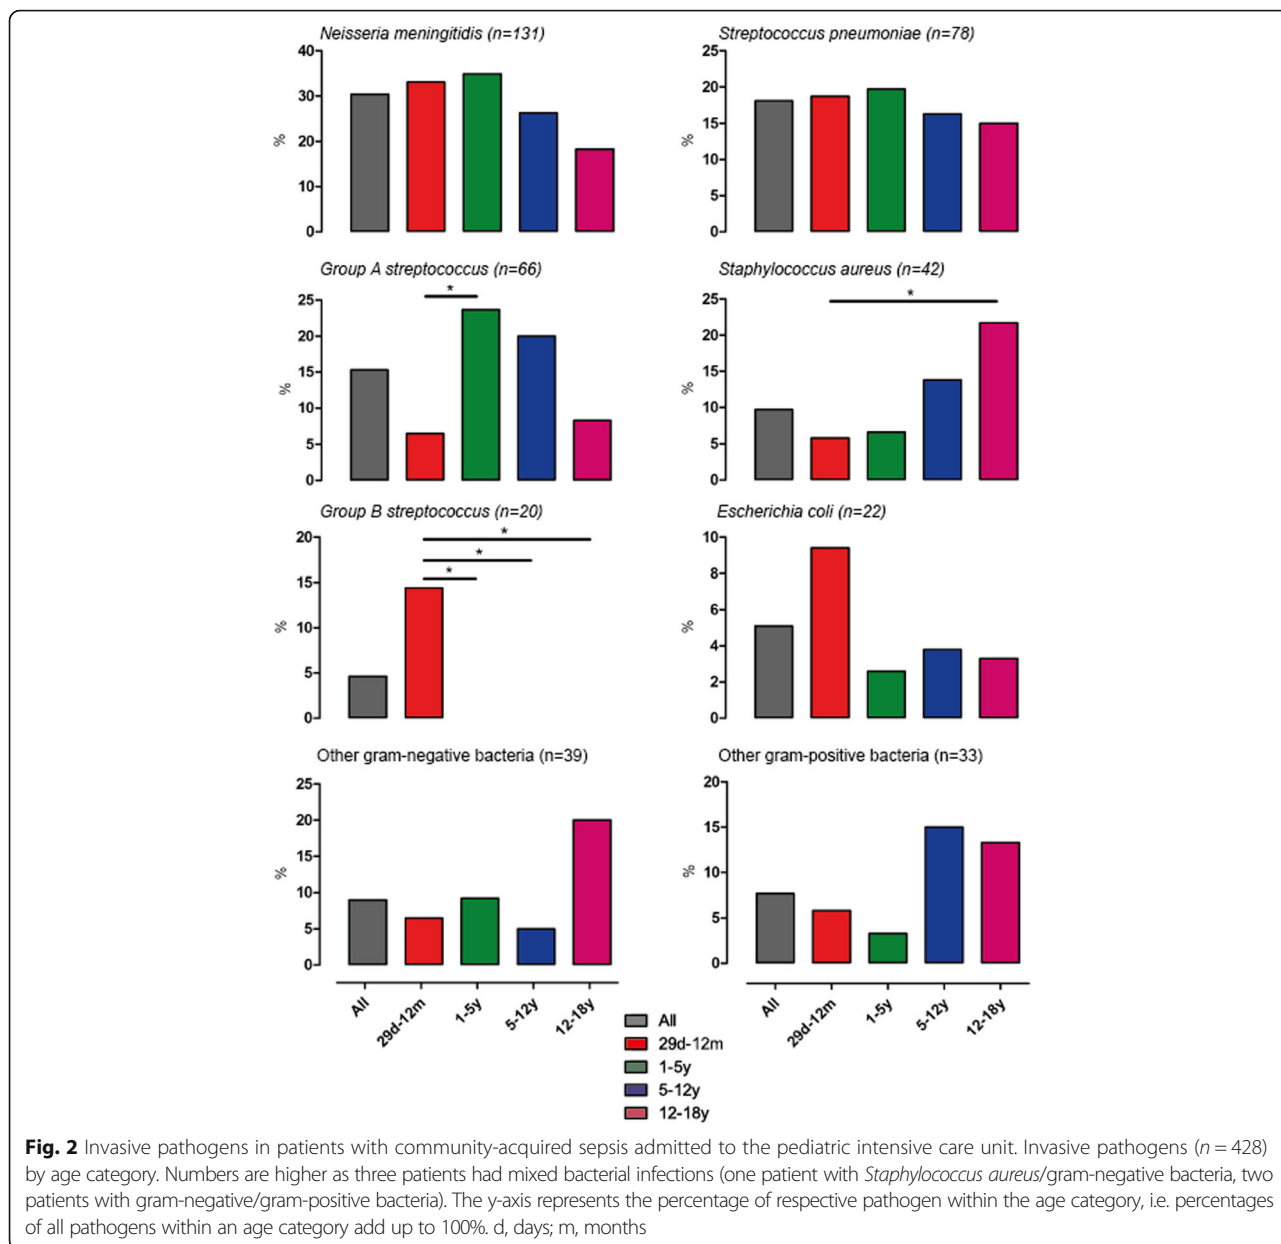 Neisseria meningitidis (n=131)
40
30
20
10
0
%
Streptococcus pneumoniae (n=78)
25
20
15
10
5
0
%
Group A streptococcus (n=66)
25
20
15
10
5
0
%
*
Staphylococcus aureus (n=42)
25
20
15
10
5
0
%
*
Group B streptococcus (n=20)
20
15
10
5
0
%
*
*
*
Escherichia coli (n=22)
10
8
6
4
2
0
%
Other gram-negative bacteria (n=39)
25
20
15
10
5
0
%
All
29d-12m
1-5y
5-12y
12-18y
Other gram-positive bacteria (n=33)
20
15
10
5
0
%
All
29d-12m
1-5y
5-12y
12-18y
All
29d-12m
1-5y
5-12y
12-18y
Fig. 2 Invasive pathogens in patients with community-acquired sepsis admitted to the pediatric intensive care unit. Invasive pathogens (n = 428)
by age category. Numbers are higher as three patients had mixed bacterial infections (one patient with Staphylococcus aureus/gram-negative bacteria, two
patients with gram-negative/gram-positive bacteria). The y-axis represents the percentage of respective pathogen within the age category, i.e. percentages
of all pathogens within an age category add up to 100%. d, days; m, months